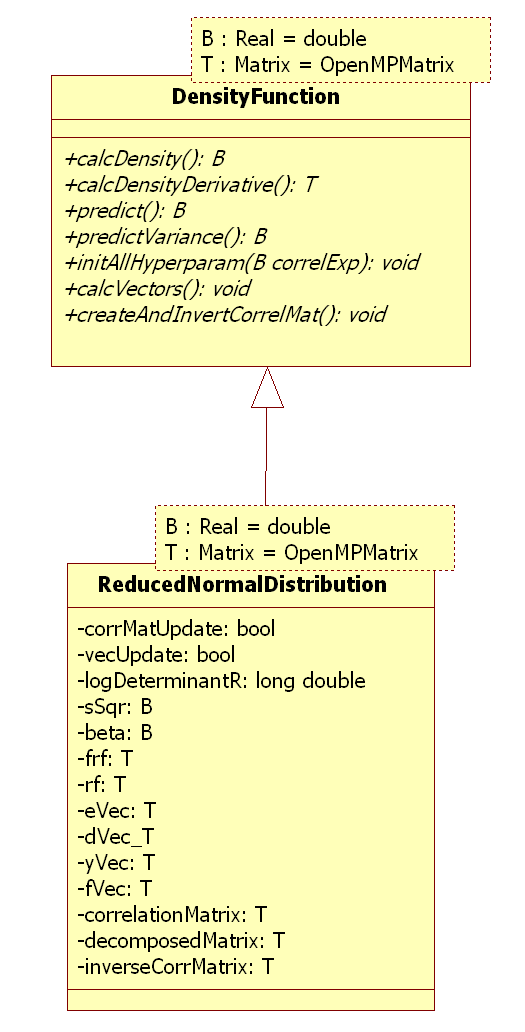 B : Real = double
T : Matrix = OpenMPMatrix
DensityFunction
+calcDensity(): B
+calcDensityDerivative(): T
+predict(): B
+predictVariance(): B
+initAllHyperparam(B correlExp): void
+calcVectors(): void
+createAndInvertCorrelMat(): void
B : Real = double
T : Matrix = OpenMPMatrix
ReducedNormalDistribution
-corrMatUpdate: bool
-vecUpdate: bool
-logDeterminantR: long double
-sSqr: B
-beta: B
-frf: T
-rf: T
-eVec: T
-dVec_T
-yVec: T
-fVec: T
-correlationMatrix: T
-decomposedMatrix: T
-inverseCorrMatrix: T